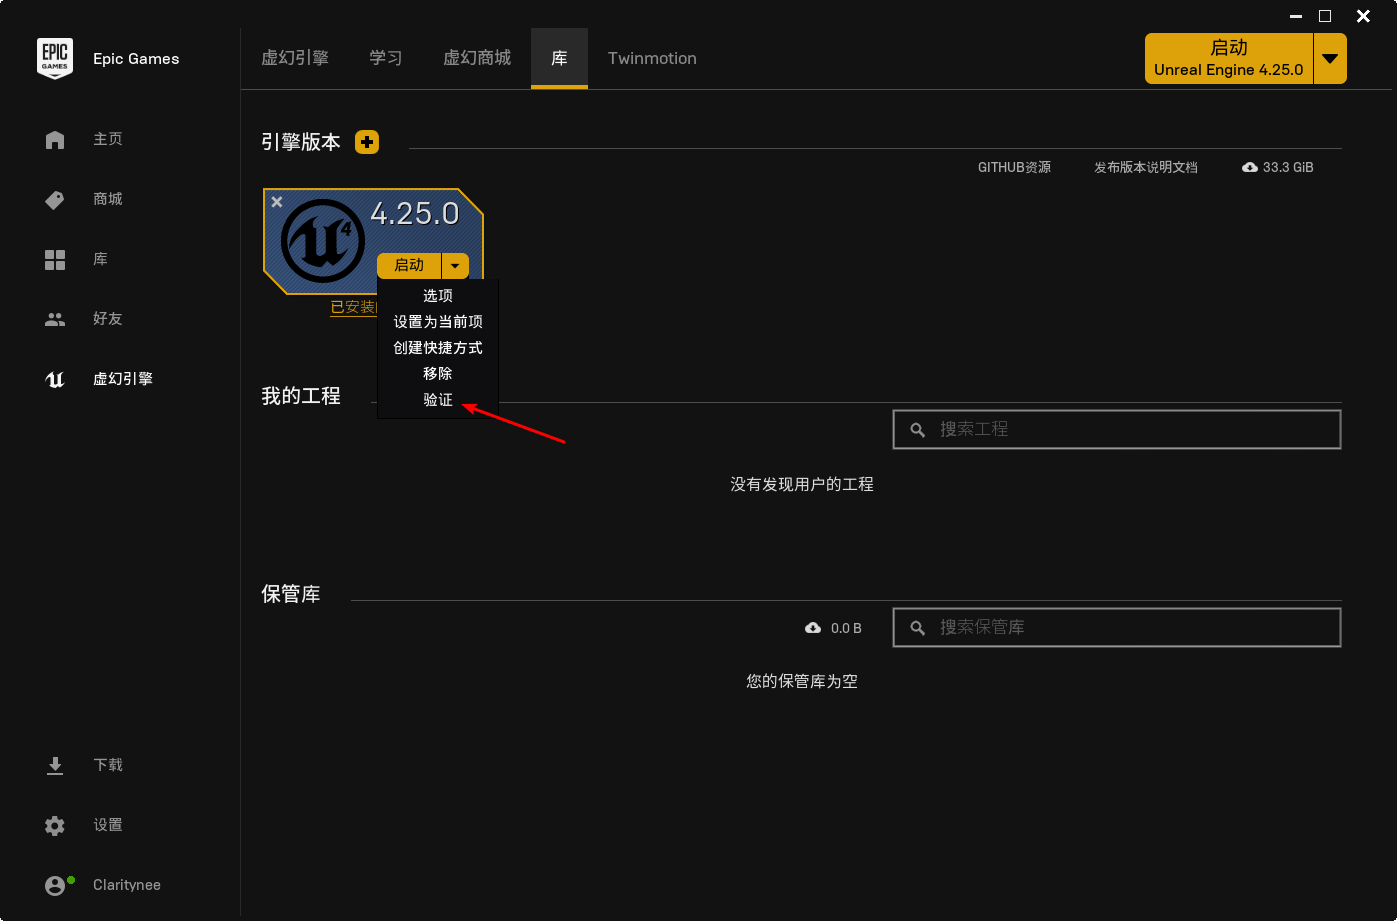 EPIC
GAMES
Epic Games
虚幻引擎
学习
虚幻商城
库
Twinmotion
启动
Unreal Engine 4.25.0
主页
商城
库
好友
虚幻引擎
引擎版本
GITHUB资源
发布版本说明文档
33.3 GiB
4
4.25.0
启动
已安装
选项
设置为当前项
创建快捷方式
移除
验证
我的工程
搜索工程
没有发现用户的工程
保管库
0.0 B
搜索保管库
您的保管库为空
下载
设置
Claritynee